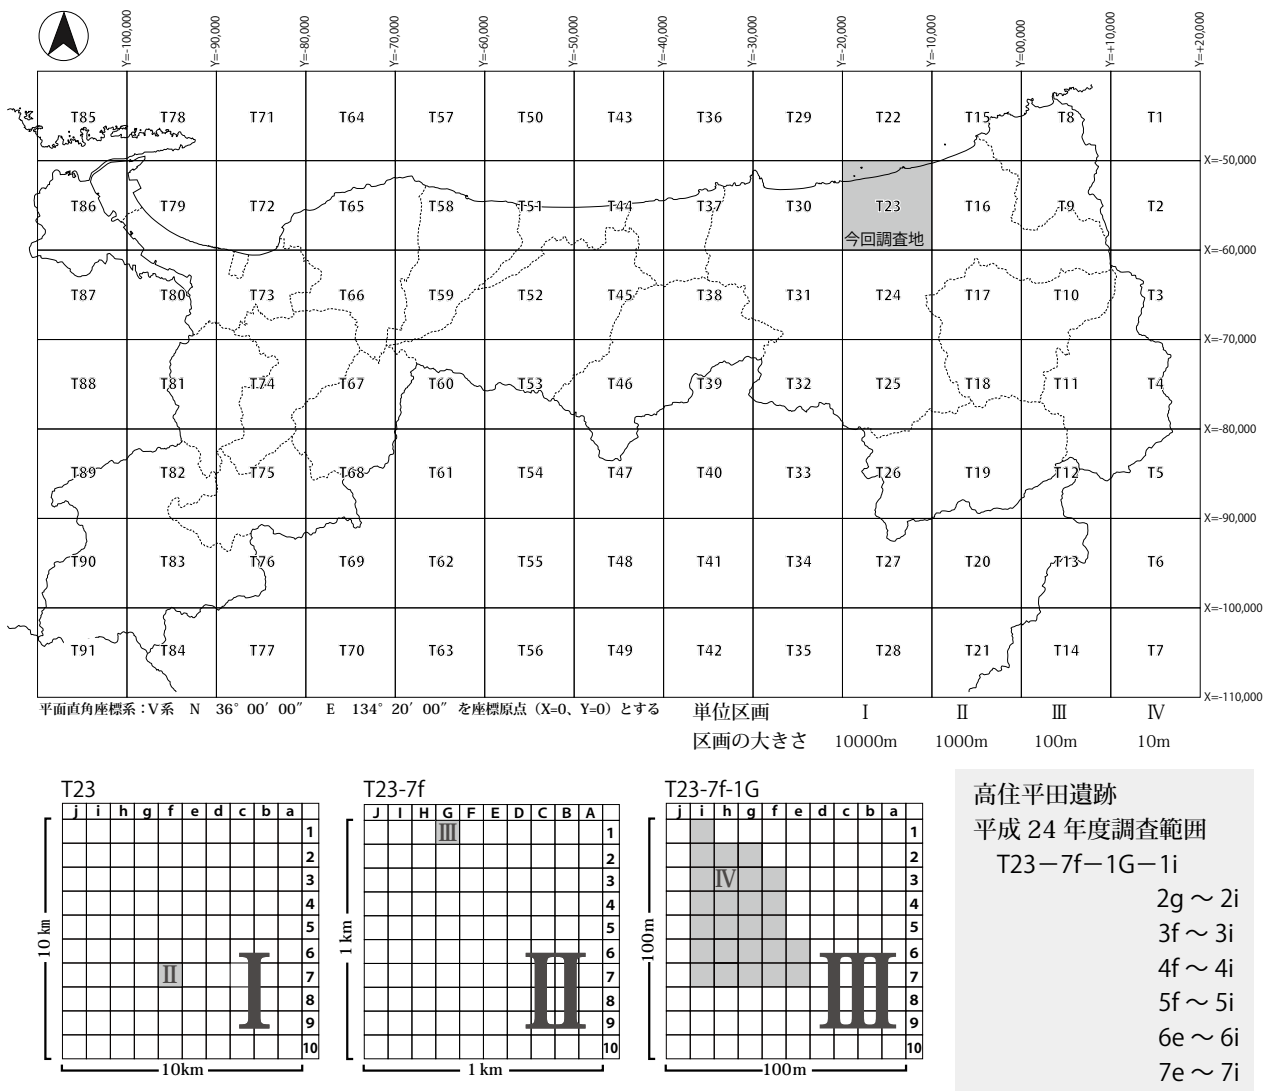 Y=-100,000
Y=-90,000
Y=-80,000
Y=-70,000
Y=-60,000
Y=-50,000
Y=-40,000
Y=-30,000
Y=-20,000
Y=-10,000
Y=00,000
Y=+10,000
Y=+20,000
T85 T78 T71 T64 T57 T50 T43 T36 T29 T22 T15 T8 T1
X=-50,000
T86 T79 T72 T65 T58 T51 T44 T37 T30 T23 T16 T9 T2
今回調査地
X=-60,000
T87 T80 T73 T66 T59 T52 T45 T38 T31 T24 T17 T10 T3
X=-70,000
T88 T81 T74 T67 T60 T53 T46 T39 T32 T25 T18 T11 T4
X=-80,000
T89 T82 T75 T68 T61 T54 T47 T40 T33 T26 T19 T12 T5
X=-90,000
T90 T83 T76 T69 T62 T55 T48 T41 T34 T27 T20 T13 T6
X=-100,000
T91 T84 T77 T70 T63 T56 T49 T42 T35 T28 T21 T14 T7
X=-110,000
平面直角座標系：V系 N 36°00′00″ E 134°20′00″ を座標原点（X=0、Y=0）とする
単位区画 Ⅰ Ⅱ Ⅲ Ⅳ
区画の大きさ 10000m 1000m 100m 10m
T23
j i h g f e d c b a
1
2
3
4
5
6
7
8
9
10
Ⅱ
Ⅰ
10㎞
10km
T23-7f
J I H G F E D C B A
Ⅲ
1
2
3
4
5
6
7
8
9
10
Ⅱ
1㎞
1km
T23-7f-1G
j i h g f e d c b a
1
2
3
4
5
6
7
8
9
10
Ⅳ
Ⅲ
100m
100m
高住平田遺跡
平成 24 年度調査範囲
T23－7f－1G－1i
2g ～ 2i
3f ～ 3i
4f ～ 4i
5f ～ 5i
6e ～ 6i
7e ～ 7i